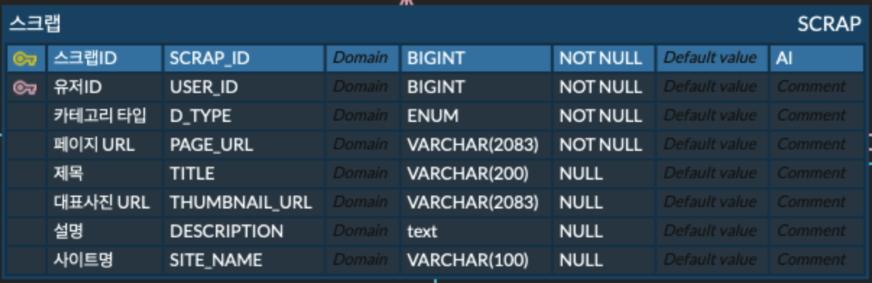 스크랩 SCRAP
스크랩ID SCRAP_ID Domain BIGINT NOT NULL Default value AI
유저ID USER_ID Domain BIGINT NOT NULL Default value Comment
카테고리 타입 D_TYPE Domain ENUM NOT NULL Default value Comment
페이지 URL PAGE_URL Domain VARCHAR(2083) NOT NULL Default value Comment
제목 TITLE Domain VARCHAR(200) NULL Default value Comment
대표사진 URL THUMBNAIL_URL Domain VARCHAR(2083) NULL Default value Comment
설명 DESCRIPTION Domain text NULL Default value Comment
사이트명 SITE_NAME Domain VARCHAR(100) NULL Default value Comment